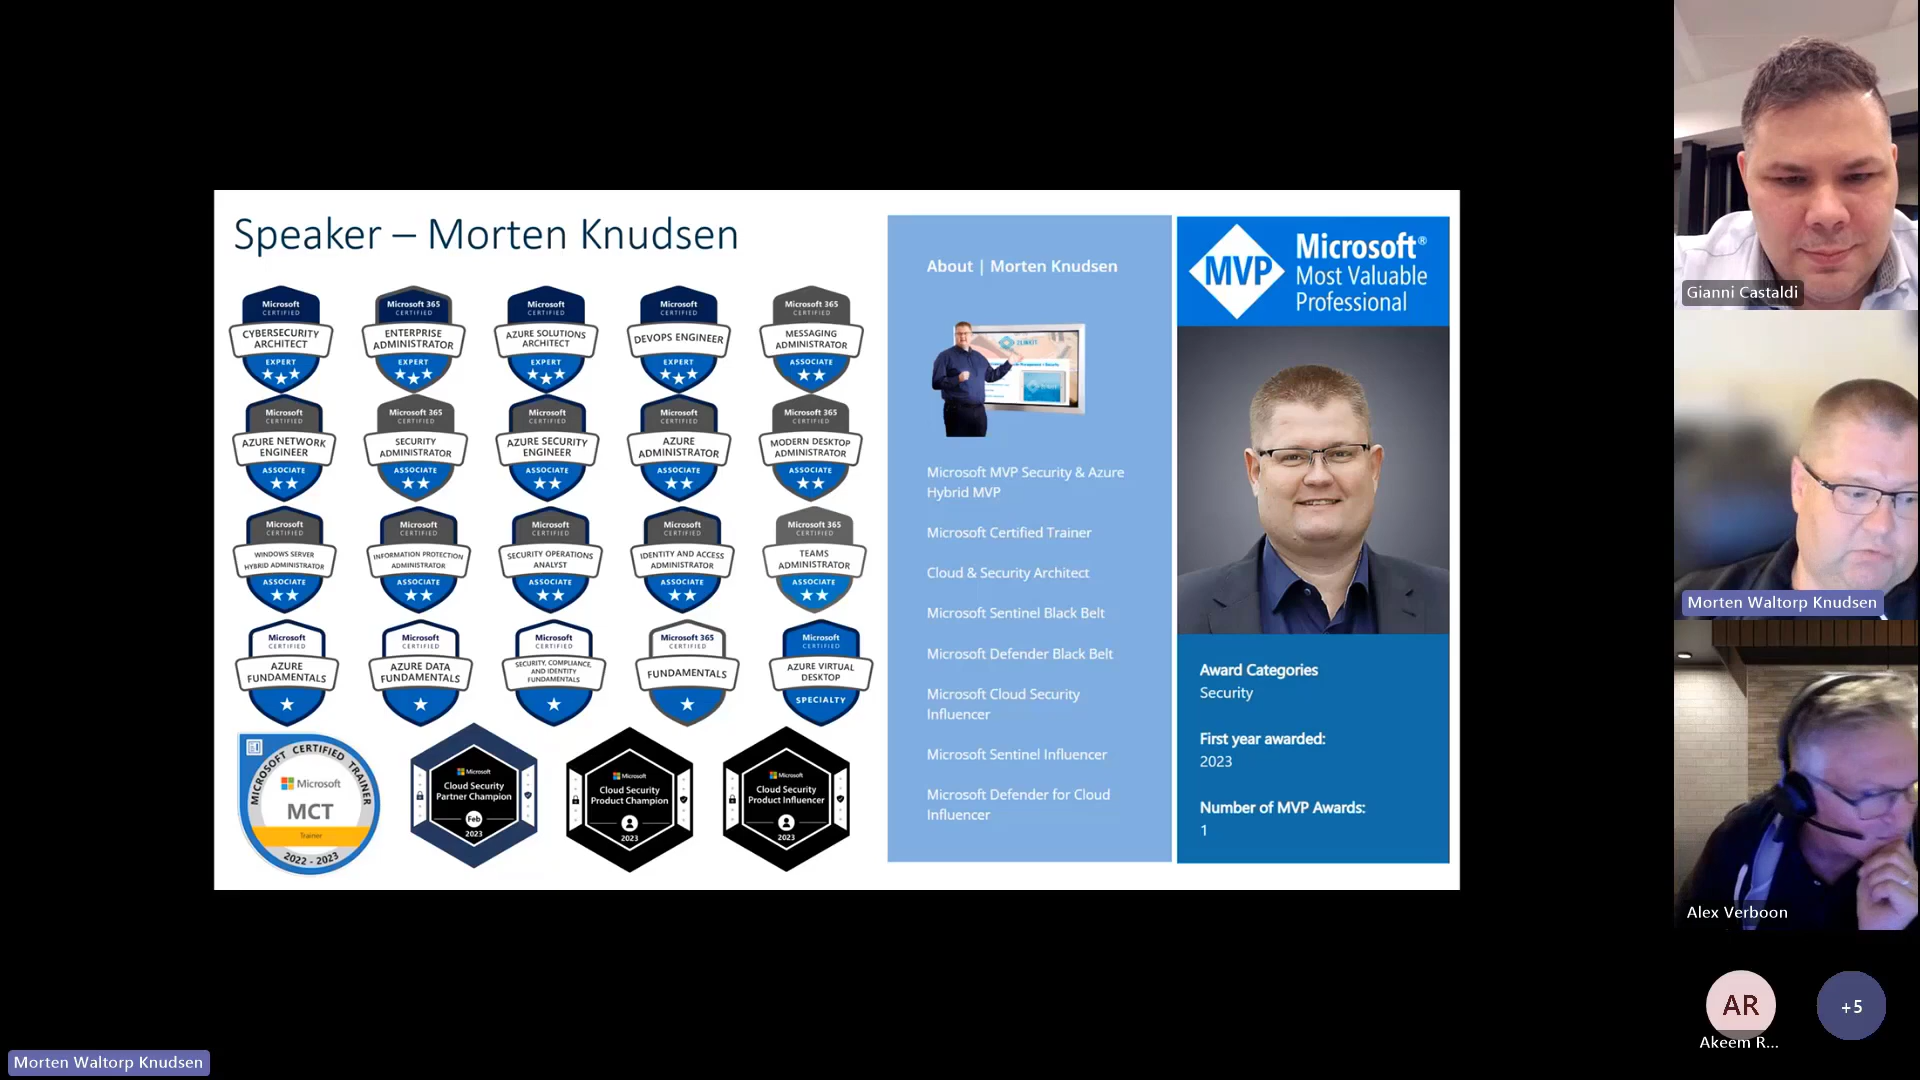 Speaker – Morten Knudsen
Microsoft
CERTIFIED
CYBERSECURITY
ARCHITECT
EXPERT
Microsoft 365
CERTIFIED
ENTERPRISE
ADMINISTRATOR
EXPERT
Microsoft
CERTIFIED
AZURE SOLUTIONS
ARCHITECT
EXPERT
Microsoft
CERTIFIED
DEVOPS ENGINEER
EXPERT
Microsoft 365
CERTIFIED
MESSAGING
ADMINISTRATOR
ASSOCIATE
Microsoft
CERTIFIED
AZURE NETWORK
ENGINEER
ASSOCIATE
Microsoft 365
CERTIFIED
SECURITY
ADMINISTRATOR
ASSOCIATE
Microsoft
CERTIFIED
AZURE SECURITY
ENGINEER
ASSOCIATE
Microsoft
CERTIFIED
AZURE
ADMINISTRATOR
ASSOCIATE
Microsoft 365
CERTIFIED
MODERN DESKTOP
ADMINISTRATOR
ASSOCIATE
Microsoft
CERTIFIED
WINDOWS SERVER
HYBRID ADMINISTRATOR
ASSOCIATE
Microsoft
CERTIFIED
INFORMATION PROTECTION
ADMINISTRATOR
ASSOCIATE
Microsoft
CERTIFIED
SECURITY OPERATIONS
ANALYST
ASSOCIATE
Microsoft
CERTIFIED
IDENTITY AND ACCESS
ADMINISTRATOR
ASSOCIATE
Microsoft 365
CERTIFIED
TEAMS
ADMINISTRATOR
ASSOCIATE
Microsoft
CERTIFIED
AZURE
FUNDAMENTALS
Microsoft
CERTIFIED
AZURE DATA
FUNDAMENTALS
Microsoft
CERTIFIED
SECURITY, COMPLIANCE,
AND IDENTITY
FUNDAMENTALS
Microsoft 365
CERTIFIED
FUNDAMENTALS
Microsoft
CERTIFIED
AZURE VIRTUAL
DESKTOP
SPECIALTY
MICROSOFT CERTIFIED TRAINER
Microsoft
MCT
Trainer
2022 - 2023
Microsoft
Cloud Security
Partner Champion
Feb
2023
Microsoft
Cloud Security
Product Champion
2023
Microsoft
Cloud Security
Product Influencer
2023
About | Morten Knudsen
Microsoft MVP Security & Azure
Hybrid MVP
Microsoft Certified Trainer
Cloud & Security Architect
Microsoft Sentinel Black Belt
Microsoft Defender Black Belt
Microsoft Cloud Security
Influencer
Microsoft Sentinel Influencer
Microsoft Defender for Cloud
Influencer
MVP
Microsoft®
Most Valuable
Professional
Award Categories
Security
First year awarded:
2023
Number of MVP Awards:
1
Gianni Castaldi
Morten Waltorp Knudsen
Alex Verboon
AR
Akeem R...
+5
Morten Waltorp Knudsen